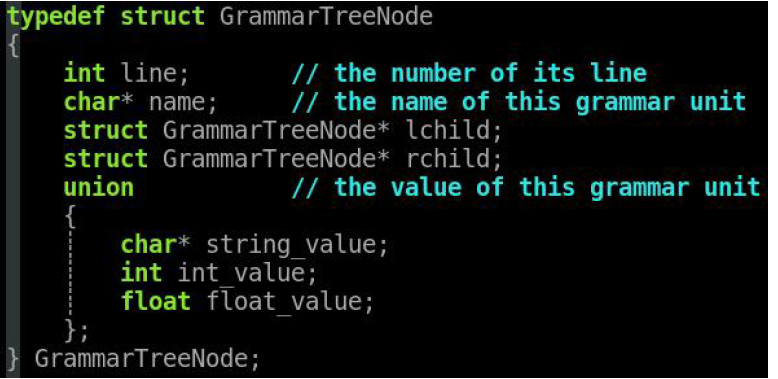 typedef struct GrammarTreeNode
{
    int line;       // the number of its line
    char* name;     // the name of this grammar unit
    struct GrammarTreeNode* lchild;
    struct GrammarTreeNode* rchild;
    union           // the value of this grammar unit
    {
        char* string_value;
        int int_value;
        float float_value;
    };
} GrammarTreeNode;